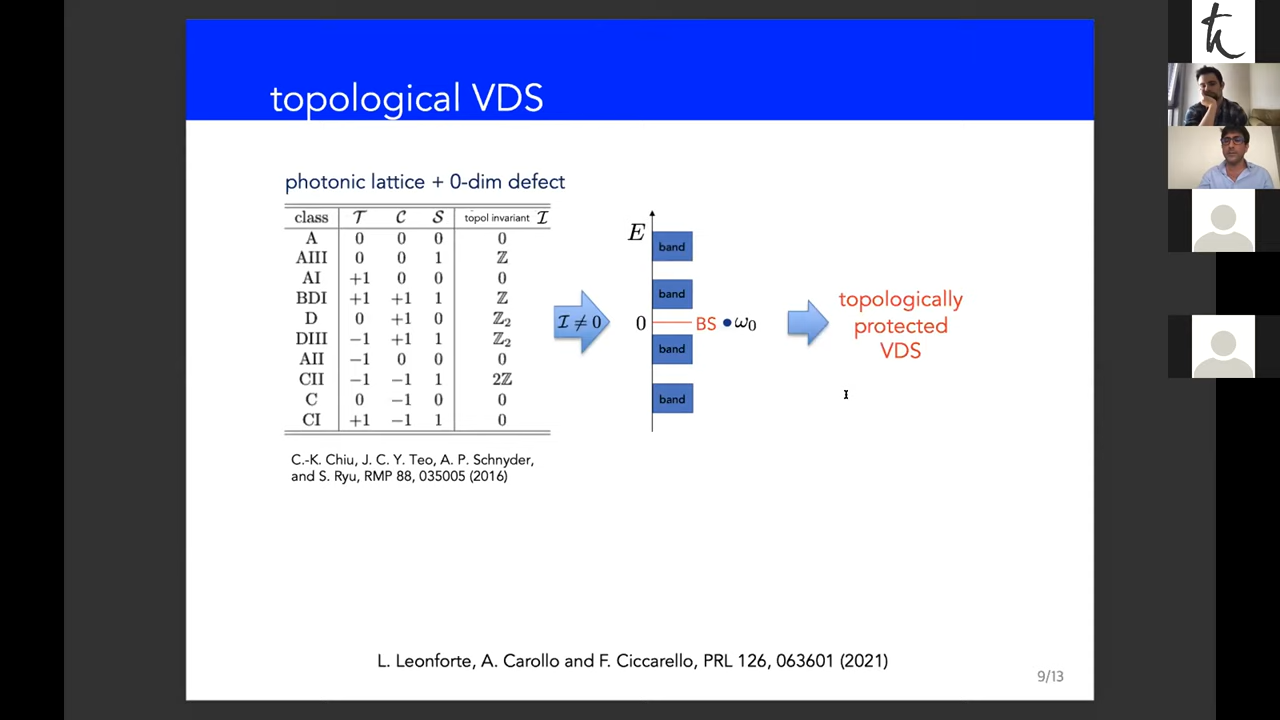 topological VDS
photonic lattice + 0-dim defect
class 𝒯 𝒞 𝒮 topol invariant ℐ
A 0 0 0 0
AIII 0 0 1 ℤ
AI +1 0 0 0
BDI +1 +1 1 ℤ
D 0 +1 0 ℤ₂
DIII −1 +1 1 ℤ₂
AII −1 0 0 0
CII −1 −1 1 2ℤ
C 0 −1 0 0
CI +1 −1 1 0
C.-K. Chiu, J. C. Y. Teo, A. P. Schnyder,
and S. Ryu, RMP 88, 035005 (2016)
ℐ ≠ 0
E
band
band
0 BS ω₀
band
band
topologically
protected
VDS
L. Leonforte, A. Carollo and F. Ciccarello, PRL 126, 063601 (2021)
9/13